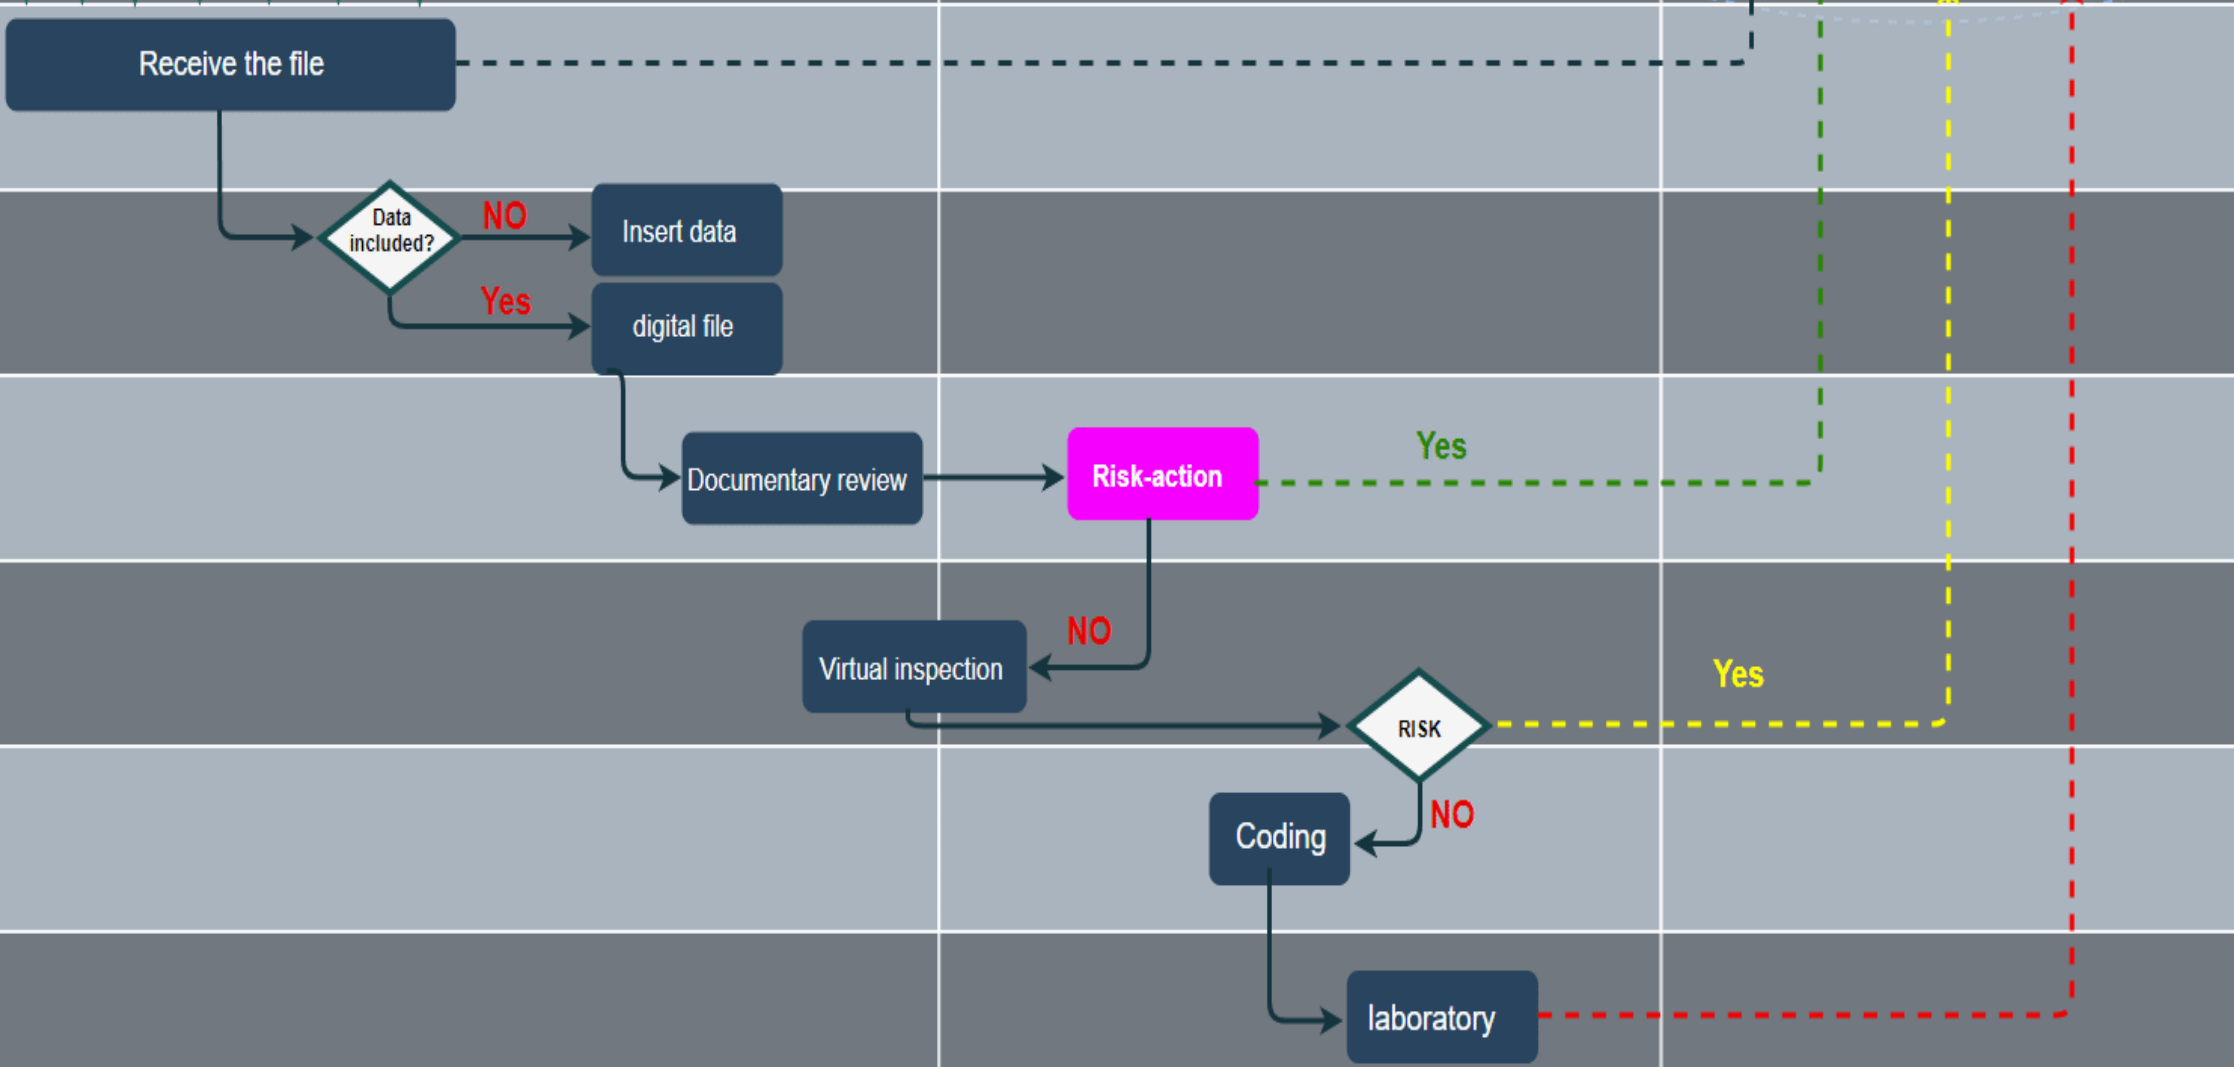 Receive the file
Data
included?
NO
Insert data
Yes
digital file
Documentary review
Risk-action
Yes
NO
Virtual inspection
RISK
Yes
NO
Coding
laboratory